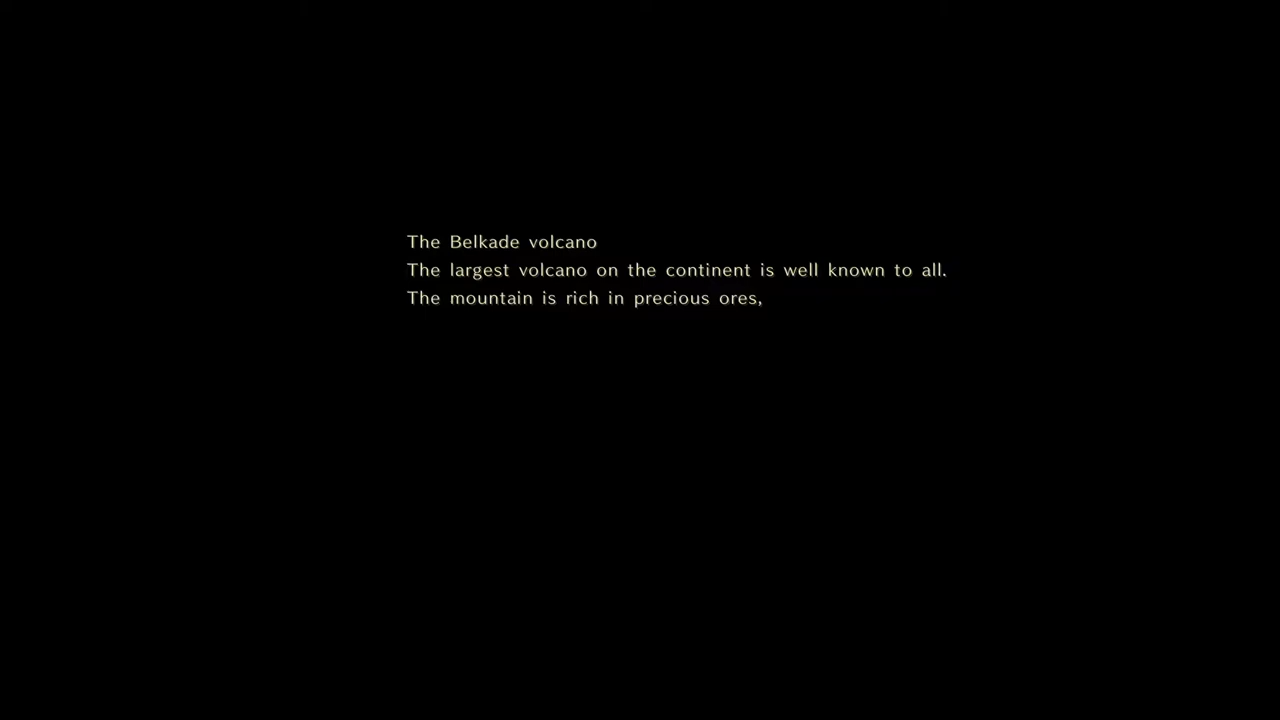 The Belkade volcano
The largest volcano on the continent is well known to all.
The mountain is rich in precious ores,